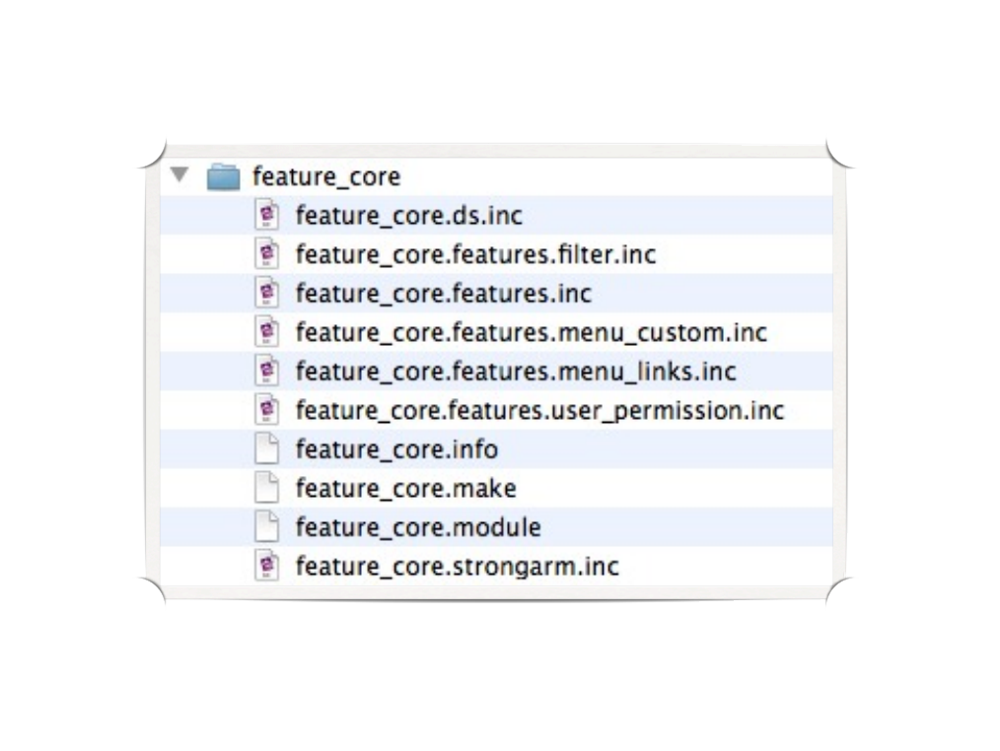 feature_core
feature_core.ds.inc
feature_core.features.filter.inc
feature_core.features.inc
feature_core.features.menu_custom.inc
feature_core.features.menu_links.inc
feature_core.features.user_permission.inc
feature_core.info
feature_core.make
feature_core.module
feature_core.strongarm.inc